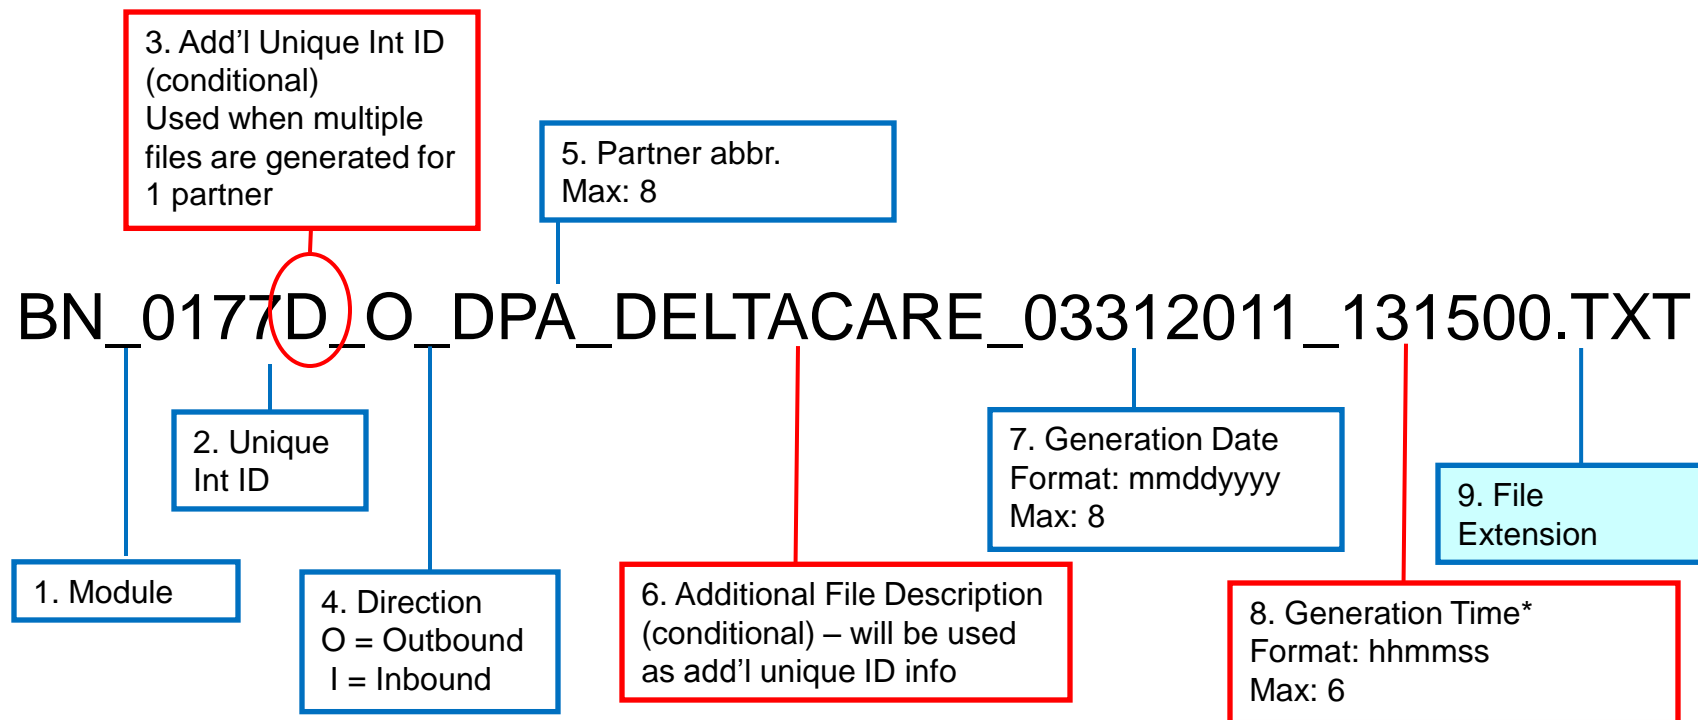 3. Add'l Unique Int ID
(conditional)
Used when multiple
files are generated for
1 partner
5. Partner abbr.
Max: 8
BN_0177D_O_DPA_DELTACARE_03312011_131500.TXT
2. Unique
Int ID
7. Generation Date
Format: mmddyyyy
Max: 8
9. File
Extension
1. Module
4. Direction
O = Outbound
I = Inbound
6. Additional File Description
(conditional) – will be used
as add'l unique ID info
8. Generation Time*
Format: hhmmss
Max: 6